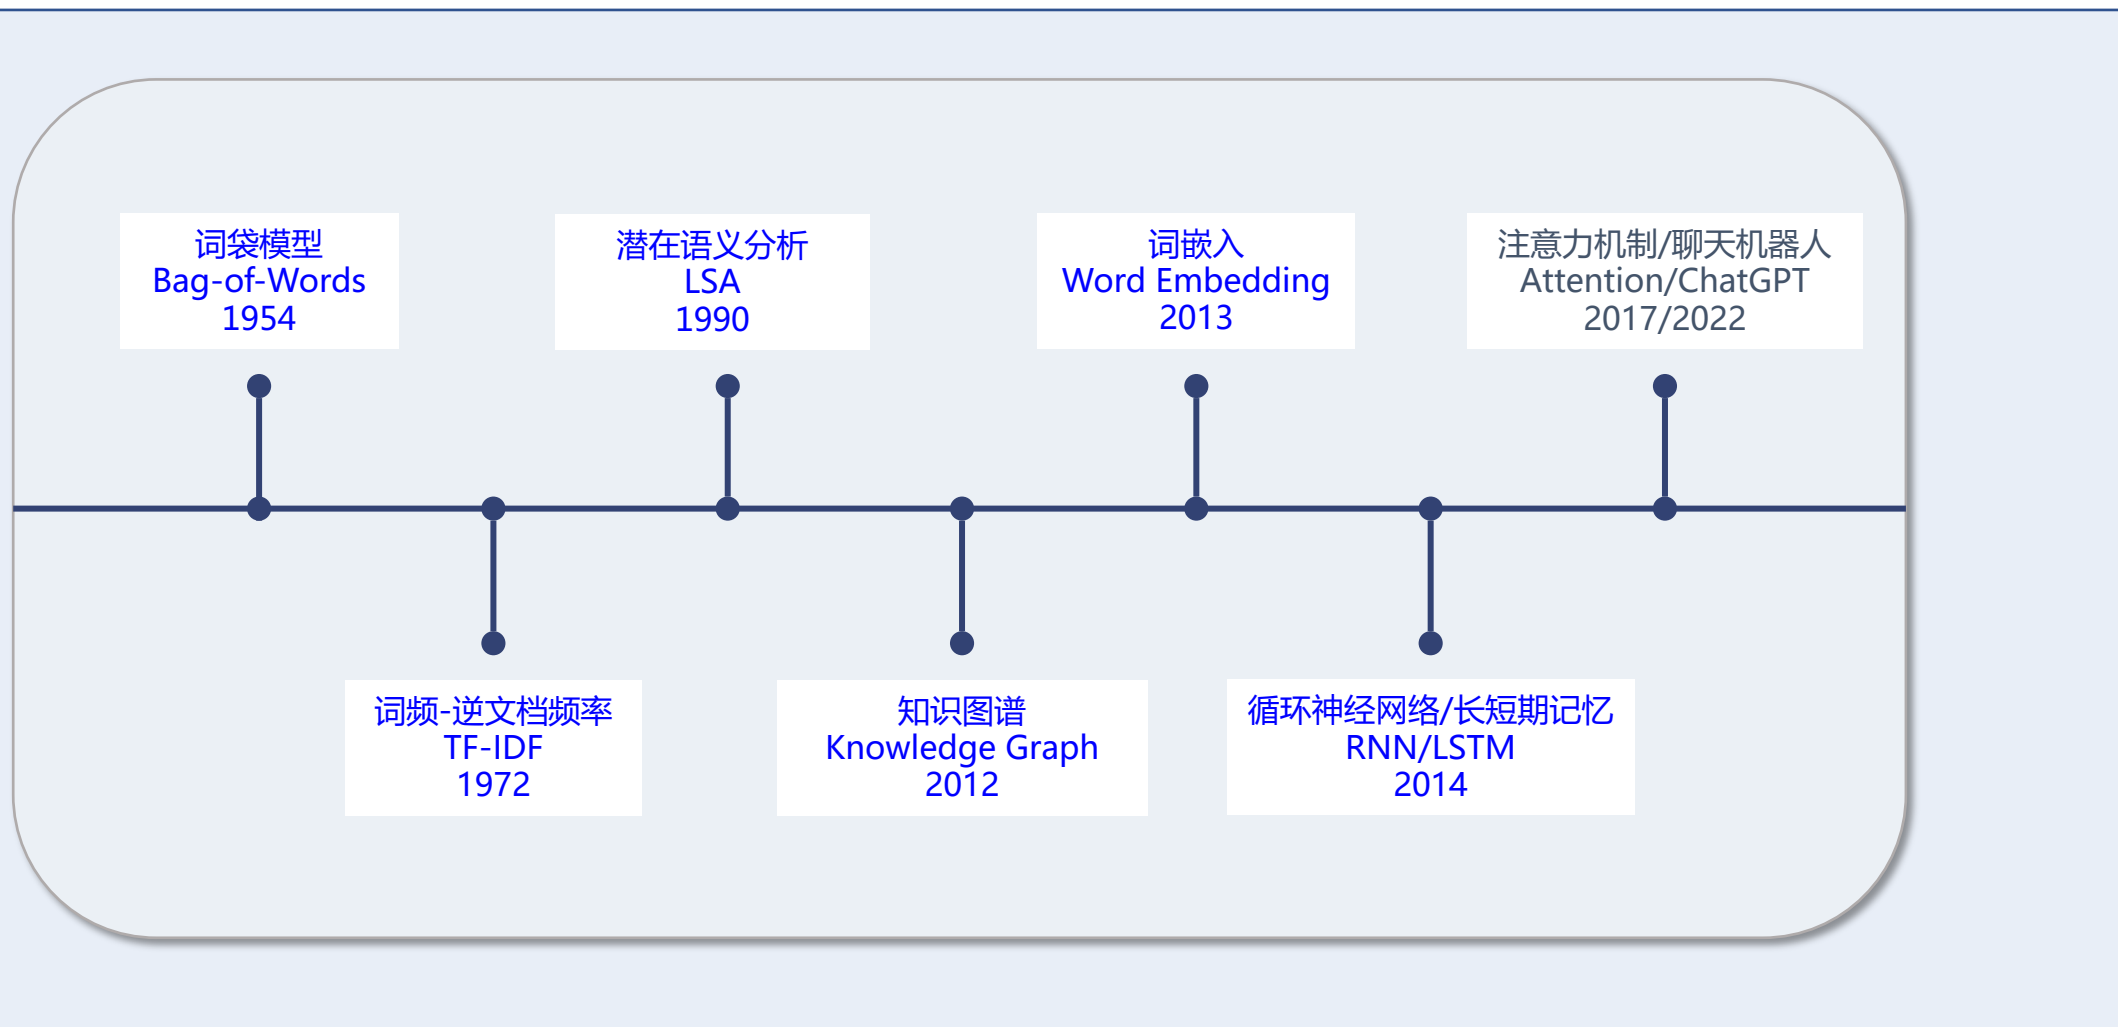 词袋模型
Bag-of-Words
1954
词频-逆文档频率
TF-IDF
1972
潜在语义分析
LSA
1990
知识图谱
Knowledge Graph
2012
词嵌入
Word Embedding
2013
循环神经网络/长短期记忆
RNN/LSTM
2014
注意力机制/聊天机器人
Attention/ChatGPT
2017/2022